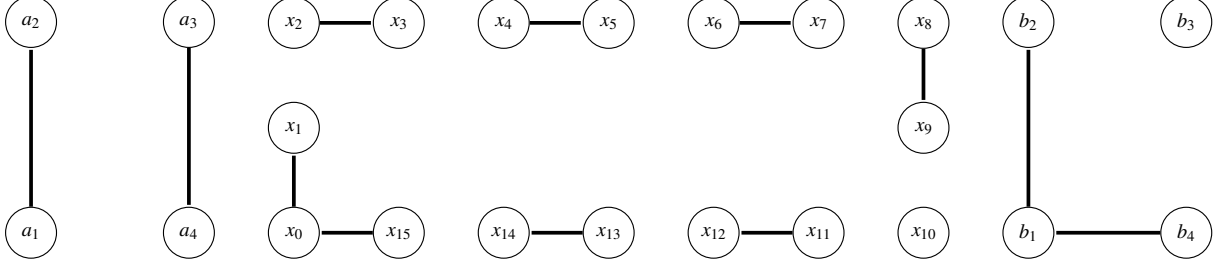 a₂ a₃ x₂ x₃ x₄ x₅ x₆ x₇ x₈ b₂ b₃
x₁ x₉
a₁ a₄ x₀ x₁₅ x₁₄ x₁₃ x₁₂ x₁₁ x₁₀ b₁ b₄